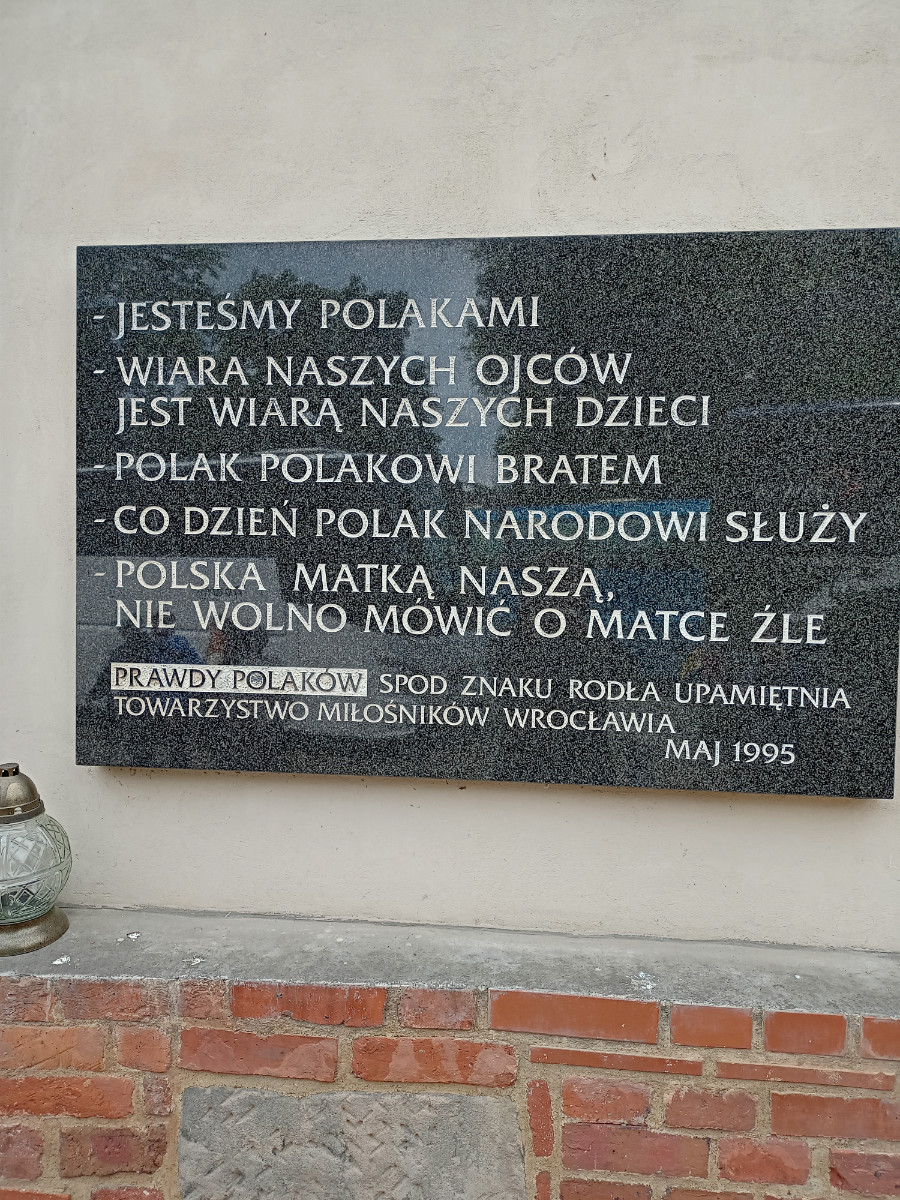 - JESTEŚMY POLAKAMI
- WIARA NASZYCH OJCÓW
JEST WIARĄ NASZYCH DZIECI
- POLAK POLAKOWI BRATEM
- CO DZIEŃ POLAK NARODOWI SŁUŻY
- POLSKA MATKĄ NASZĄ,
NIE WOLNO MÓWIĆ O MATCE ŹLE
PRAWDY POLAKÓW SPOD ZNAKU RODŁA UPAMIĘTNIA
TOWARZYSTWO MIŁOŚNIKÓW WROCŁAWIA
MAJ 1995